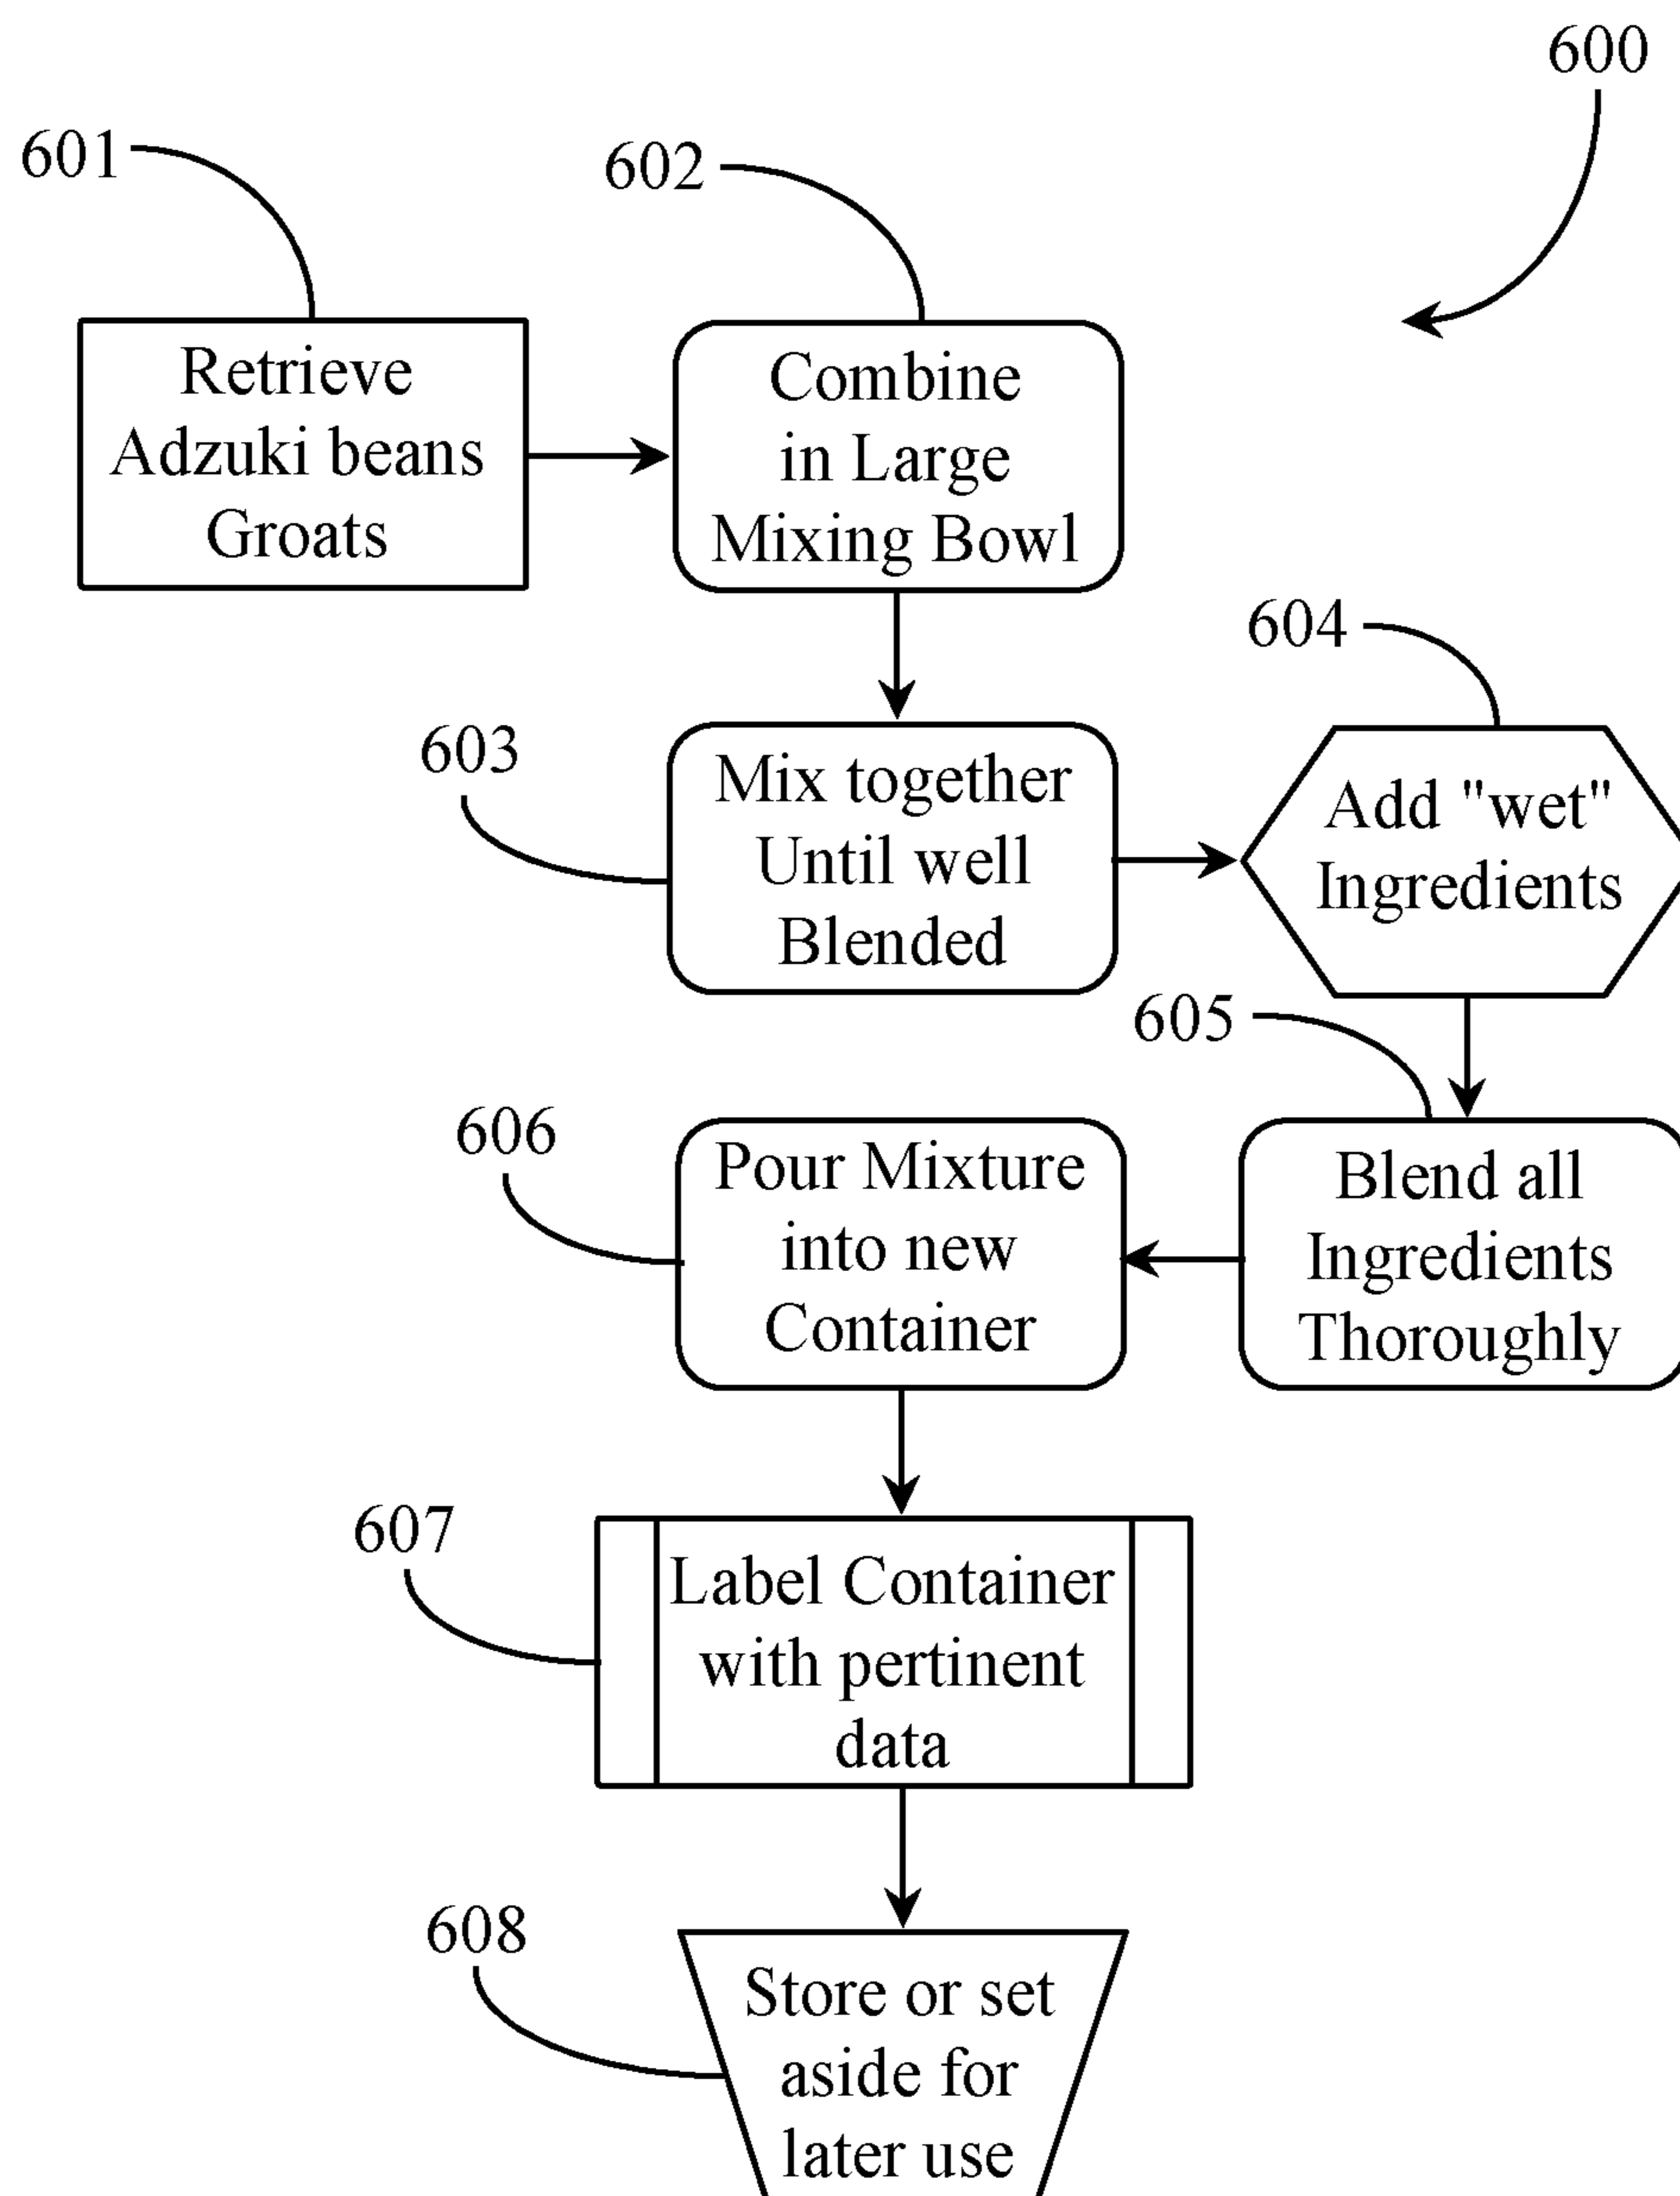 600
601
602
Retrieve
Adzuki beans
Groats
Combine
in Large
Mixing Bowl
603
Mix together
Until well
Blended
604
Add "wet"
Ingredients
605
Blend all
Ingredients
Thoroughly
606
Pour Mixture
into new
Container
607
Label Container
with pertinent
data
608
Store or set
aside for
later use